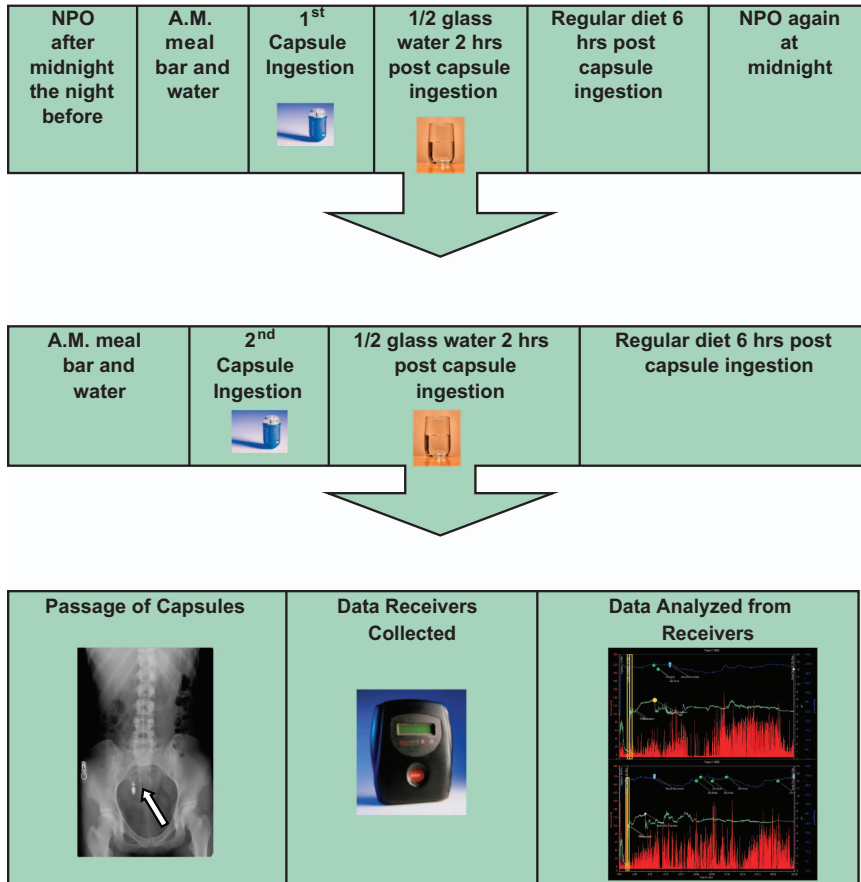 NPO
after
midnight
the night
before
A.M.
meal
bar and
water
1st
Capsule
Ingestion
1/2 glass
water 2 hrs
post capsule
ingestion
Regular diet 6
hrs post
capsule
ingestion
NPO again
at
midnight
A.M. meal
bar and
water
2nd
Capsule
Ingestion
1/2 glass water 2 hrs
post capsule
ingestion
Regular diet 6 hrs post
capsule ingestion
Passage of Capsules
Data Receivers
Collected
Data Analyzed from
Receivers